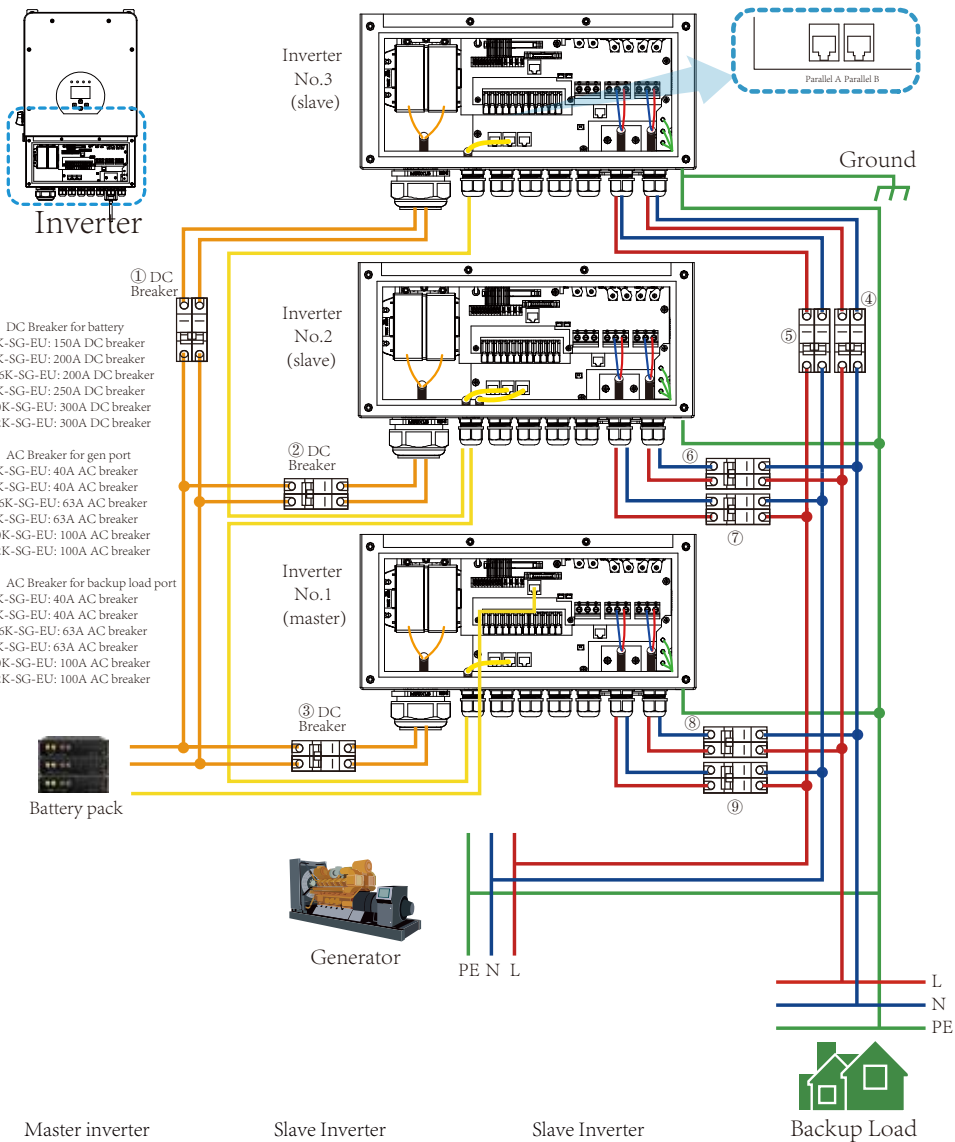 Inverter
No.3
(slave)
Parallel A Parallel B
Ground
Inverter
① DC
Breaker
Inverter
No.2
(slave)
④
⑤
DC Breaker for battery
K-SG-EU: 150A DC breaker
K-SG-EU: 200A DC breaker
6K-SG-EU: 200A DC breaker
K-SG-EU: 250A DC breaker
0K-SG-EU: 300A DC breaker
2K-SG-EU: 300A DC breaker
② DC
Breaker
⑥
⑦
AC Breaker for gen port
K-SG-EU: 40A AC breaker
K-SG-EU: 40A AC breaker
6K-SG-EU: 63A AC breaker
K-SG-EU: 63A AC breaker
0K-SG-EU: 100A AC breaker
2K-SG-EU: 100A AC breaker
Inverter
No.1
(master)
AC Breaker for backup load port
K-SG-EU: 40A AC breaker
K-SG-EU: 40A AC breaker
6K-SG-EU: 63A AC breaker
K-SG-EU: 63A AC breaker
0K-SG-EU: 100A AC breaker
2K-SG-EU: 100A AC breaker
③ DC
Breaker
⑧
⑨
Battery pack
Generator
PE N L
L
N
PE
Master inverter
Slave Inverter
Slave Inverter
Backup Load